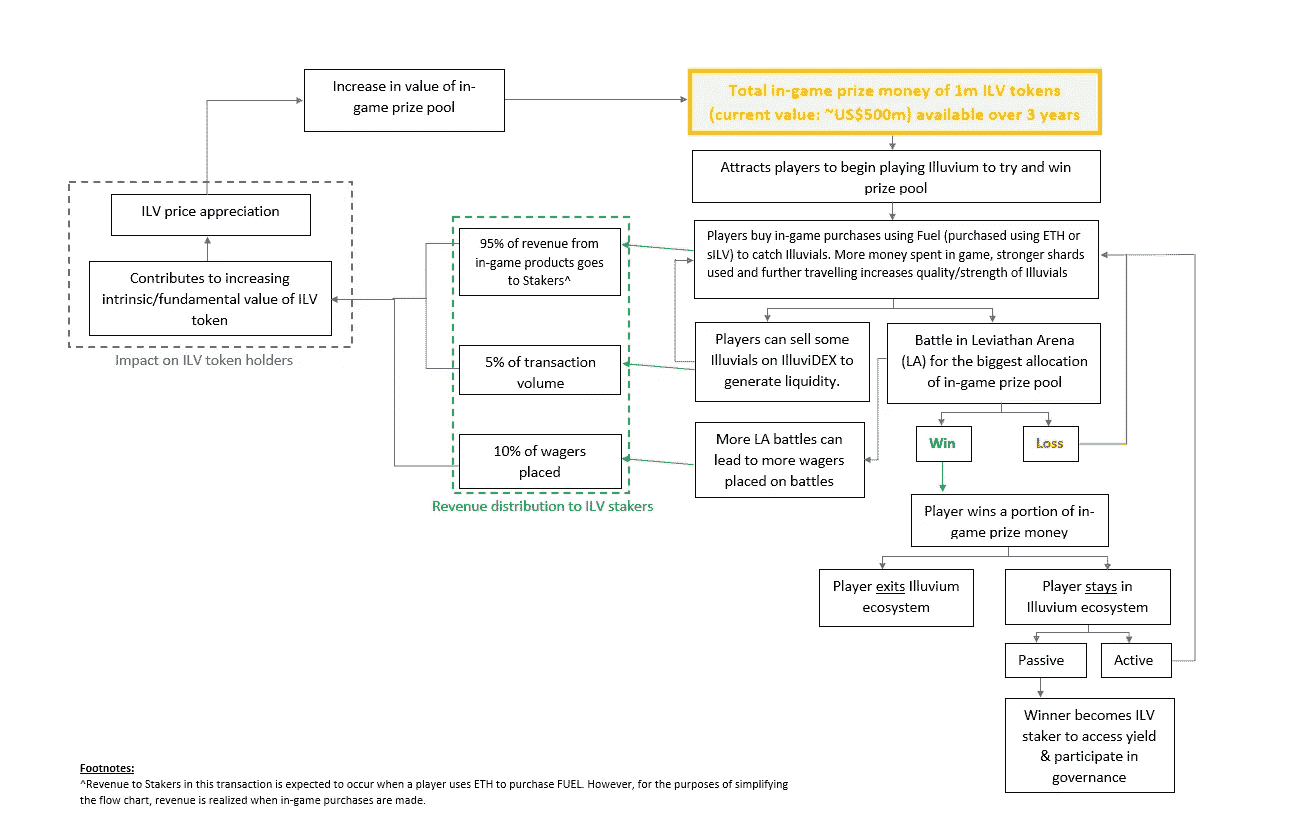 Increase in value of in-
game prize pool
Total in-game prize money of 1m ILV tokens
(current value: ~US$500m) available over 3 years
Attracts players to begin playing Illuvium to try and win
prize pool
ILV price appreciation
Contributes to increasing
intrinsic/fundamental value of ILV
token
Impact on ILV token holders
95% of revenue from
in-game products goes
to Stakers^
5% of transaction
volume
10% of wagers
placed
Revenue distribution to ILV stakers
Players buy in-game purchases using Fuel (purchased using ETH or
sILV) to catch Illuvials. More money spent in game, stronger shards
used and further travelling increases quality/strength of Illuvials
Players can sell some
Illuvials on IlluviDEX to
generate liquidity.
Battle in Leviathan Arena
(LA) for the biggest allocation
of in-game prize pool
More LA battles can
lead to more wagers
placed on battles
Win
Loss
Player wins a portion of in-
game prize money
Player exits Illuvium
ecosystem
Player stays in
Illuvium ecosystem
Passive
Active
Winner becomes ILV
staker to access yield
& participate in
governance
Footnotes:
^Revenue to Stakers in this transaction is expected to occur when a player uses ETH to purchase FUEL. However, for the purposes of simplifying
the flow chart, revenue is realized when in-game purchases are made.